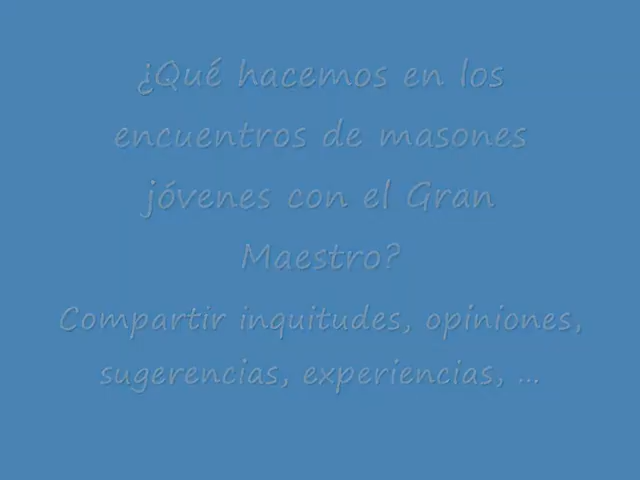 ¿Qué hacemos en los
encuentros de masones
jóvenes con el Gran
Maestro?
Compartir inquitudes, opiniones,
sugerencias, experiencias, ...